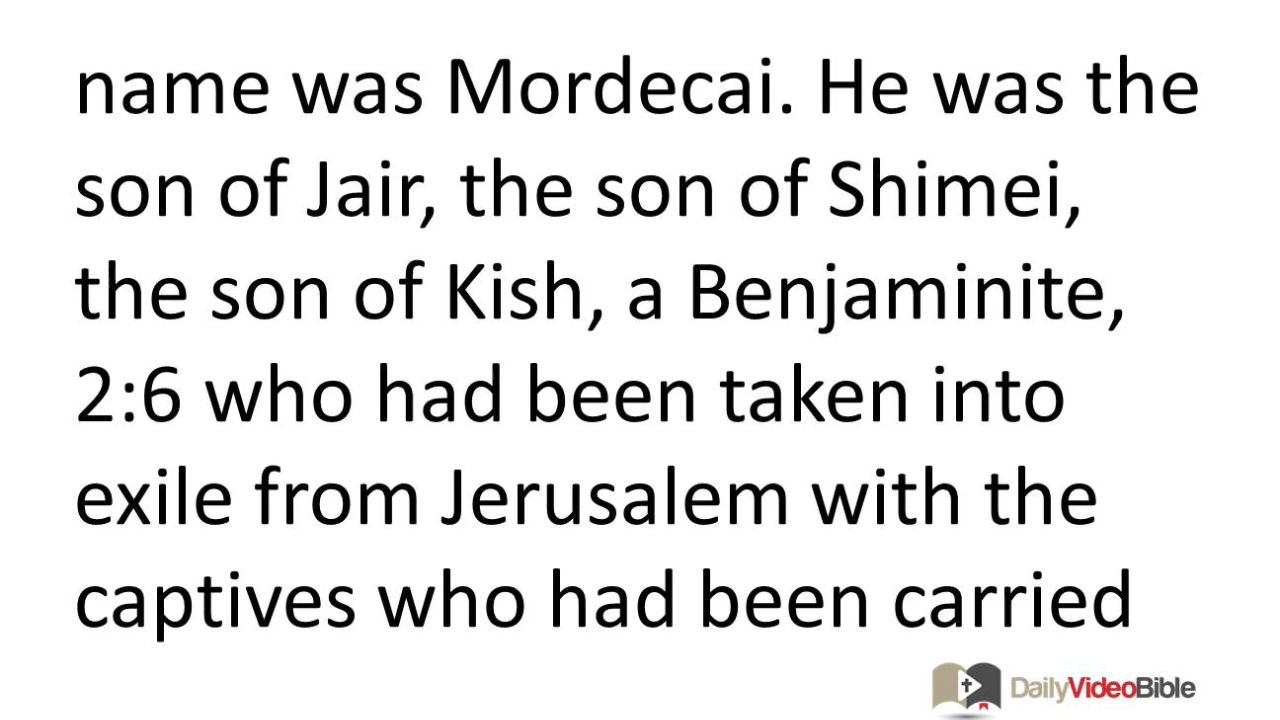 name was Mordecai. He was the
son of Jair, the son of Shimei,
the son of Kish, a Benjaminite,
2:6 who had been taken into
exile from Jerusalem with the
captives who had been carried
DailyVideoBible